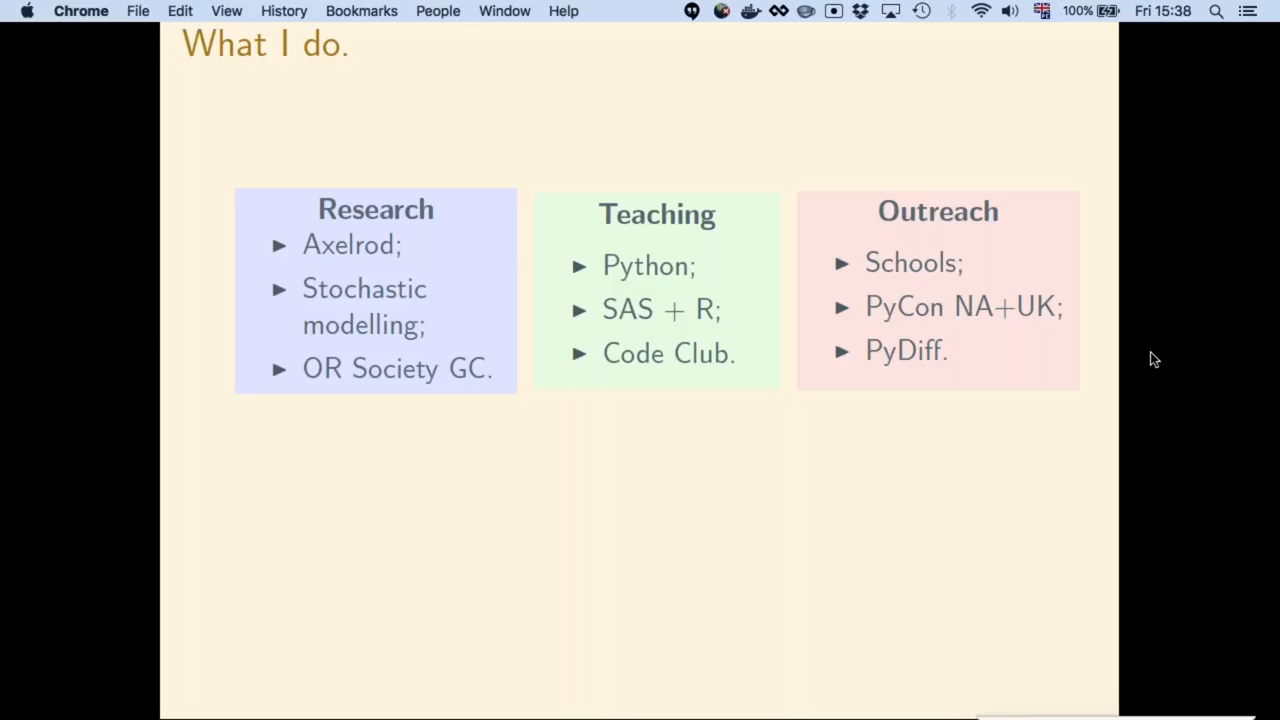 Chrome File Edit View History Bookmarks People Window Help 100% Fri 15:38
What I do.
Research
► Axelrod;
► Stochastic
modelling;
► OR Society GC.
Teaching
► Python;
► SAS + R;
► Code Club.
Outreach
► Schools;
► PyCon NA+UK;
► PyDiff.